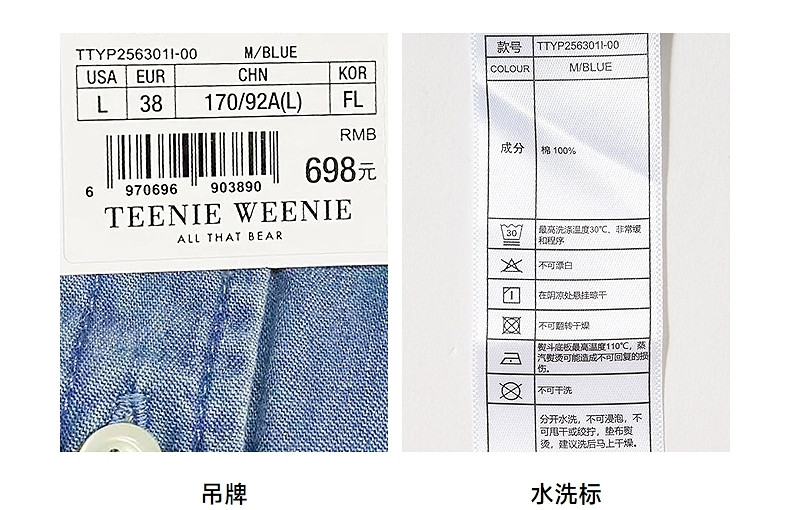 TTYP256301I-00 M/BLUE
USA EUR CHN KOR
L 38 170/92A(L) FL
RMB
698元
6 970696 903890
TEENIE WEENIE
ALL THAT BEAR
吊牌
款号 TTYP256301I-00
COLOUR M/BLUE
成分 棉 100%
30 最高洗涤温度30℃、非常缓
和程序
不可漂白
在阴凉处悬挂晾干
不可翻转干燥
熨斗底板最高温度110℃，蒸
汽熨烫可能造成不可回复的损
伤。
不可干洗
分开水洗，不可浸泡，不
可甩干或绞拧，垫布熨
烫，建议洗后马上干燥。
水洗标